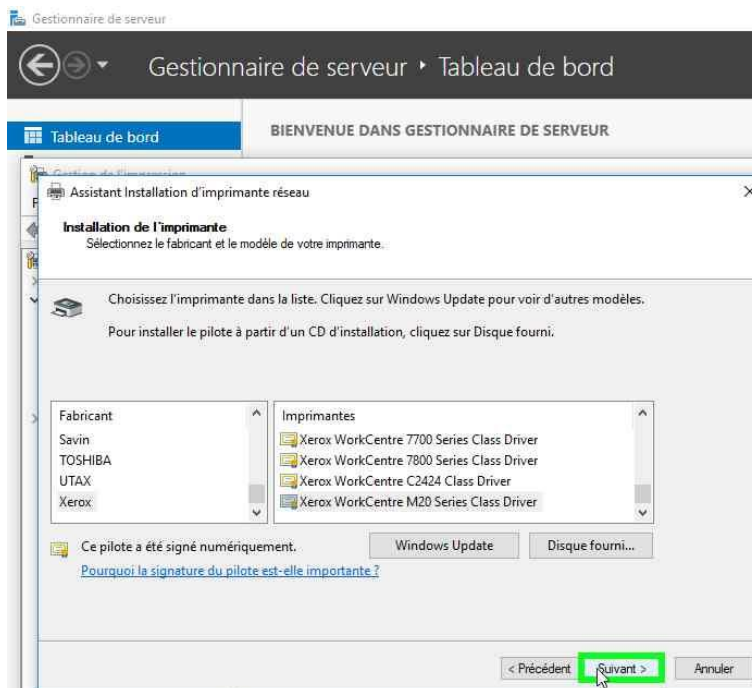 Gestionnaire de serveur
Gestionnaire de serveur ‣ Tableau de bord
Tableau de bord
BIENVENUE DANS GESTIONNAIRE DE SERVEUR
Gestion de l'impression
Assistant Installation d'imprimante réseau
Installation de l'imprimante
Sélectionnez le fabricant et le modèle de votre imprimante.
Choisissez l'imprimante dans la liste. Cliquez sur Windows Update pour voir d'autres modèles.
Pour installer le pilote à partir d'un CD d'installation, cliquez sur Disque fourni.
Fabricant
Savin
TOSHIBA
UTAX
Xerox
Imprimantes
Xerox WorkCentre 7700 Series Class Driver
Xerox WorkCentre 7800 Series Class Driver
Xerox WorkCentre C2424 Class Driver
Xerox WorkCentre M20 Series Class Driver
Ce pilote a été signé numériquement.
Windows Update
Disque fourni...
Pourquoi la signature du pilote est-elle importante ?
< Précédent
Suivant >
Annuler